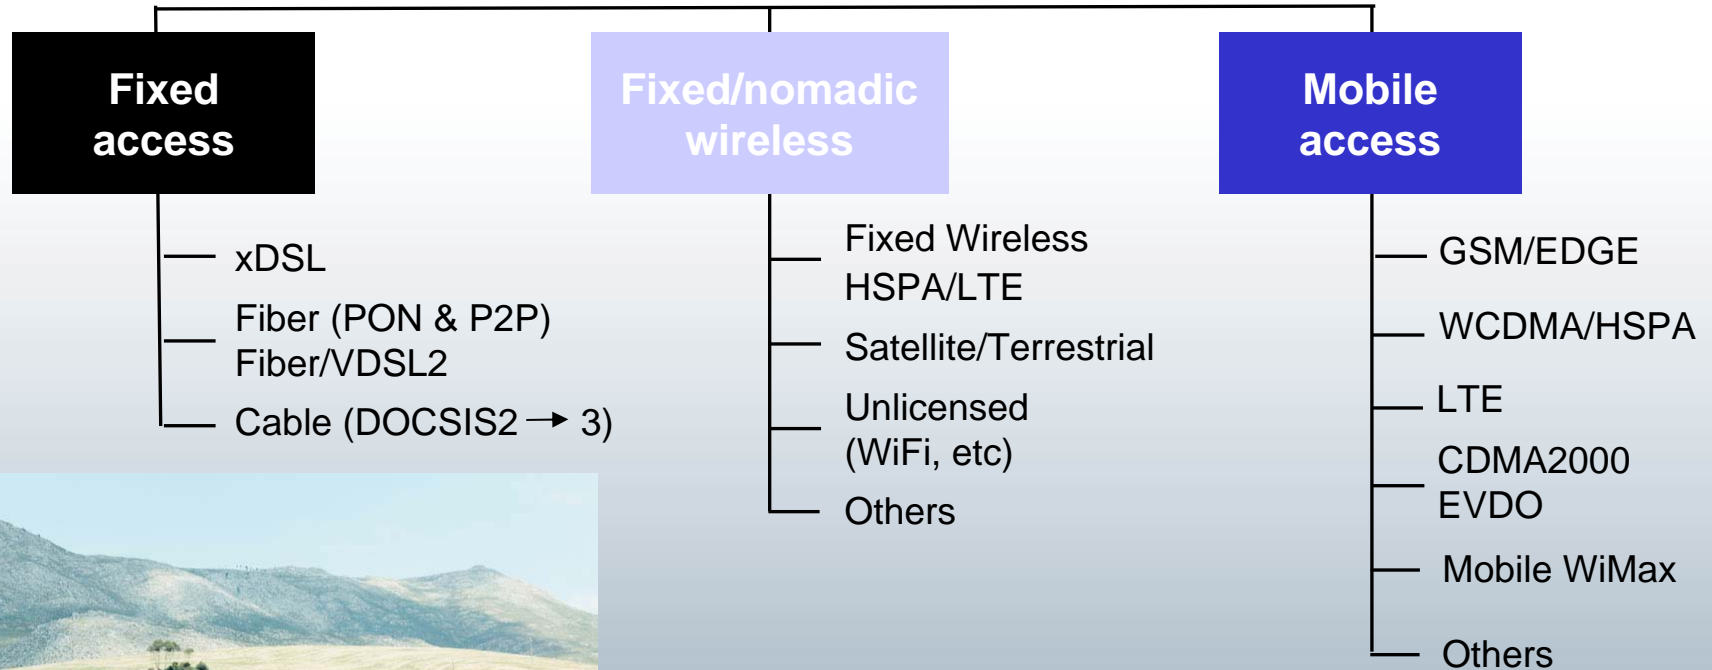 Fixed
access
Fixed/nomadic
wireless
Mobile
access
xDSL
Fiber (PON & P2P)
Fiber/VDSL2
Cable (DOCSIS2 → 3)
Fixed Wireless
HSPA/LTE
Satellite/Terrestrial
Unlicensed
(WiFi, etc)
Others
GSM/EDGE
WCDMA/HSPA
LTE
CDMA2000
EVDO
Mobile WiMax
Others